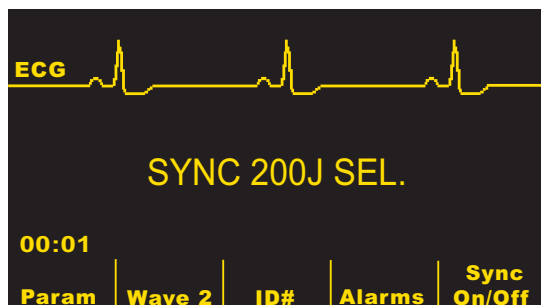 ECG
SYNC 200J SEL.
00:01
Param Wave 2 ID# Alarms Sync On/Off